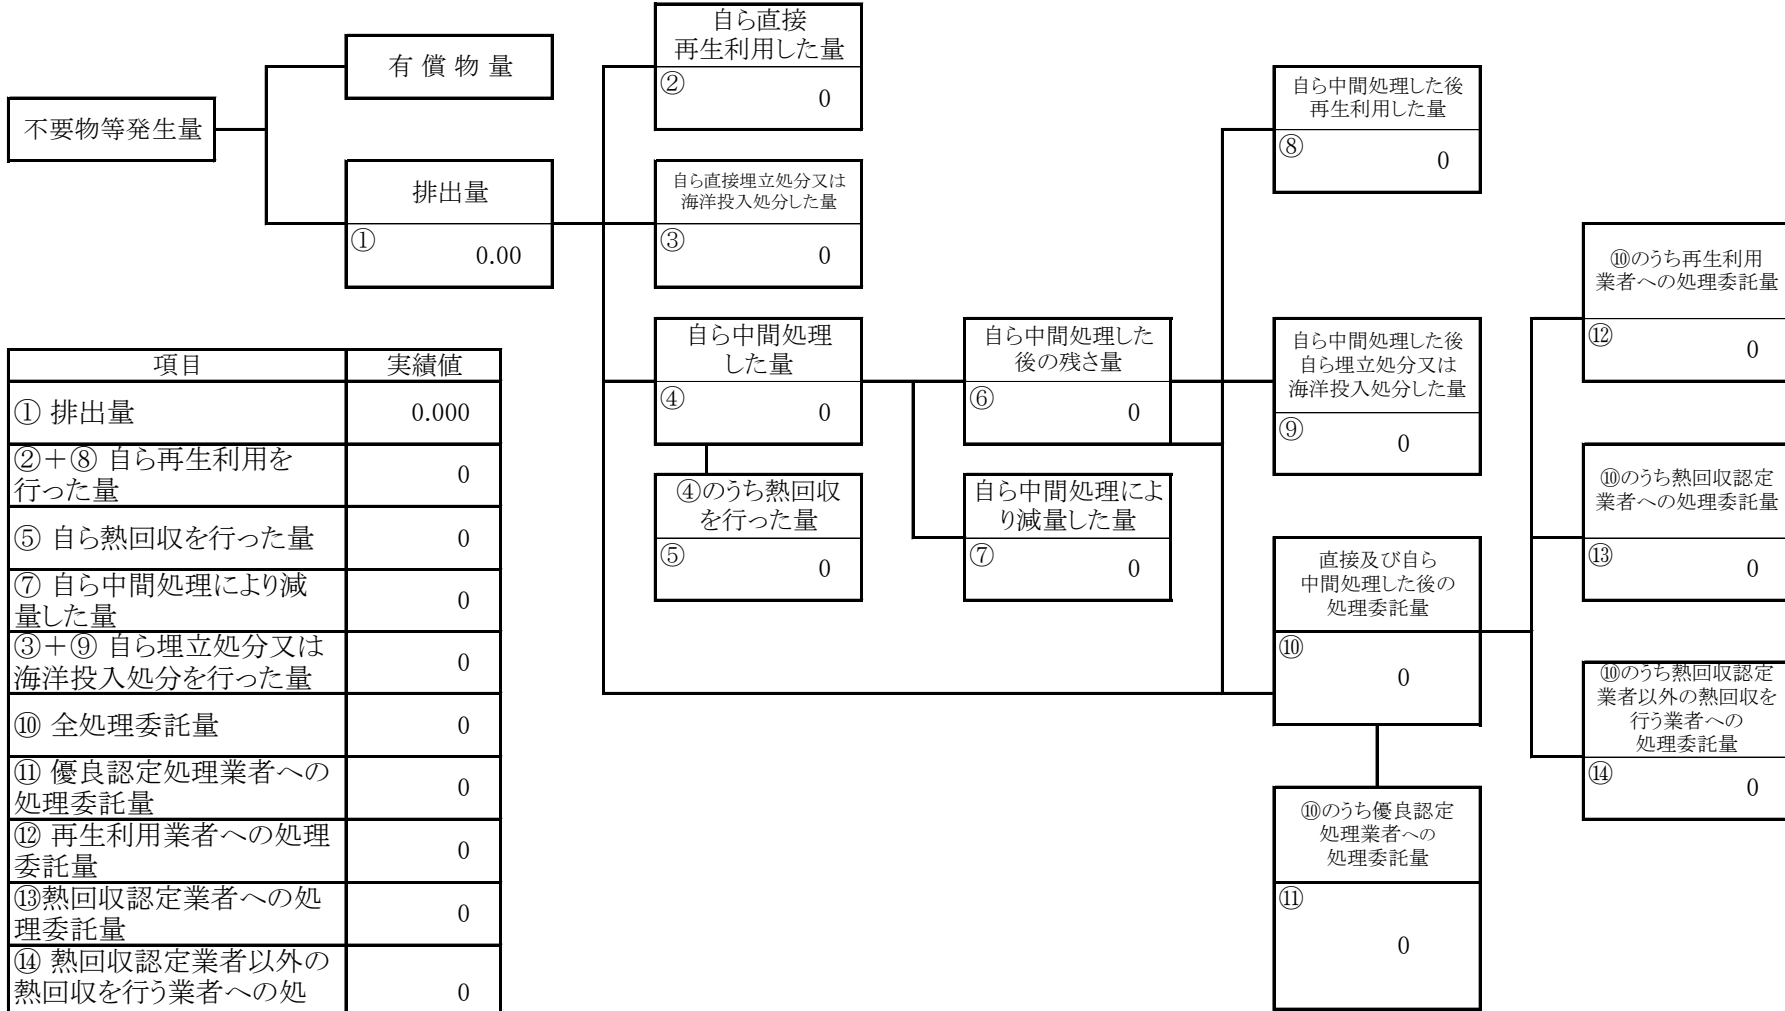 不要物等発生量
有 償 物 量
排出量
①
0.00
自ら直接
再生利用した量
②
0
自ら直接埋立処分又は
海洋投入処分した量
③
0
自ら中間処理
した量
④
0
④のうち熱回収
を行った量
⑤
0
自ら中間処理した
後の残さ量
⑥
0
自ら中間処理によ
り減量した量
⑦
0
自ら中間処理した後
再生利用した量
⑧
0
自ら中間処理した後
自ら埋立処分又は
海洋投入処分した量
⑨
0
直接及び自ら
中間処理した後の
処理委託量
⑩
0
⑩のうち優良認定
処理業者への
処理委託量
⑪
0
⑩のうち再生利用
業者への処理委託量
⑫
0
⑩のうち熱回収認定
業者への処理委託量
⑬
0
⑩のうち熱回収認定
業者以外の熱回収を
行う業者への
処理委託量
⑭
0
項目 実績値
① 排出量 0.000
②＋⑧ 自ら再生利用を
行った量 0
⑤ 自ら熱回収を行った量 0
⑦ 自ら中間処理により減
量した量 0
③＋⑨ 自ら埋立処分又は
海洋投入処分を行った量 0
⑩ 全処理委託量 0
⑪ 優良認定処理業者への
処理委託量 0
⑫ 再生利用業者への処理
委託量 0
⑬熱回収認定業者への処
理委託量 0
⑭ 熱回収認定業者以外の
熱回収を行う業者への処 0